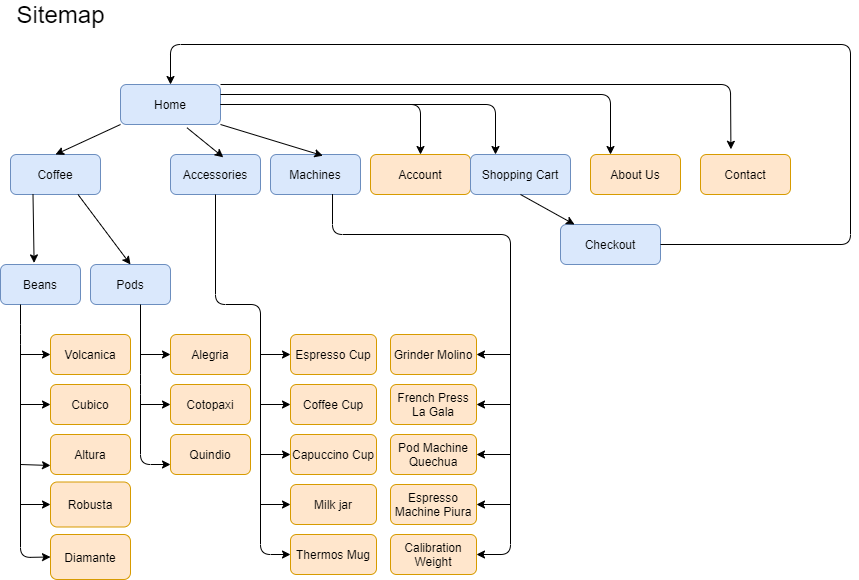 Sitemap
Home
Coffee
Accessories
Machines
Account
Shopping Cart
About Us
Contact
Checkout
Beans
Pods
Volcanica
Alegria
Espresso Cup
Grinder Molino
Cubico
Cotopaxi
Coffee Cup
French Press
La Gala
Altura
Quindio
Capuccino Cup
Pod Machine
Quechua
Robusta
Milk jar
Espresso
Machine Piura
Diamante
Thermos Mug
Calibration
Weight